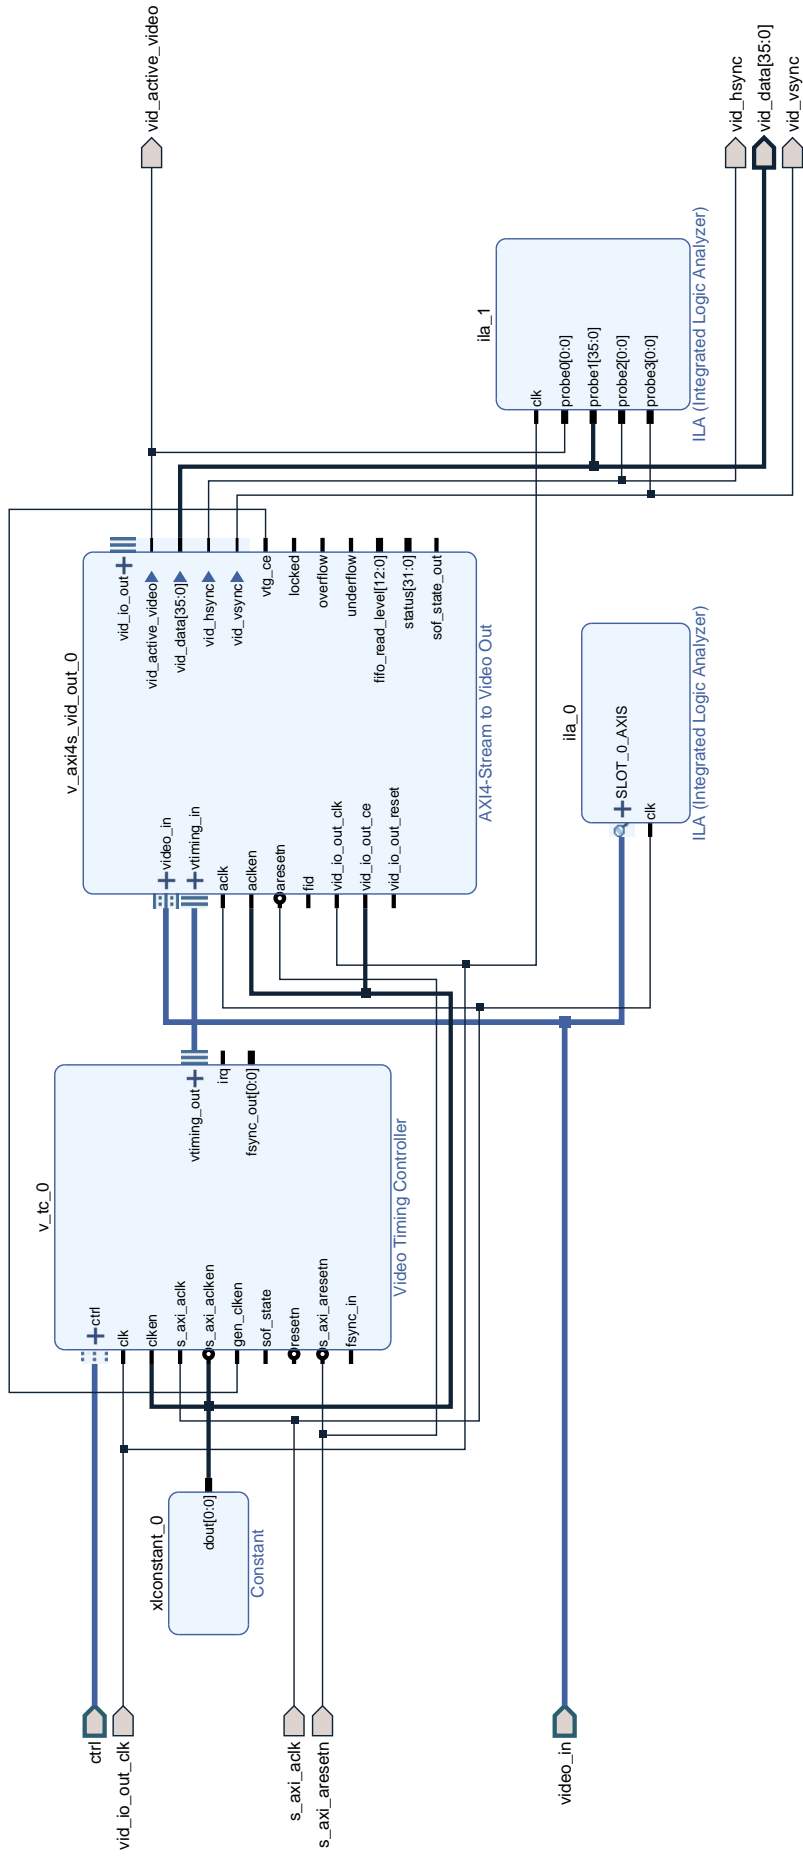 ctrl
vid_io_out_clk
s_axi_aclk
s_axi_aresetn
video_in
xlconstant_0
dout[0:0]
Constant
v_tc_0
ctrl
clk
clken
s_axi_aclk
s_axi_aclken
gen_clken
sof_state
resetn
s_axi_aresetn
fsync_in
vtiming_out
irq
fsync_out[0:0]
Video Timing Controller
v_axi4s_vid_out_0
video_in
vtiming_in
aclk
aclken
aresetn
fid
vid_io_out_clk
vid_io_out_ce
vid_io_out_reset
vid_io_out
vid_active_video
vid_data[35:0]
vid_hsync
vid_vsync
vtg_ce
locked
overflow
underflow
fifo_read_level[12:0]
status[31:0]
sof_state_out
AXI4-Stream to Video Out
ila_0
SLOT_0_AXIS
clk
ILA (Integrated Logic Analyzer)
ila_1
clk
probe0[0:0]
probe1[35:0]
probe2[0:0]
probe3[0:0]
ILA (Integrated Logic Analyzer)
vid_active_video
vid_hsync
vid_data[35:0]
vid_vsync